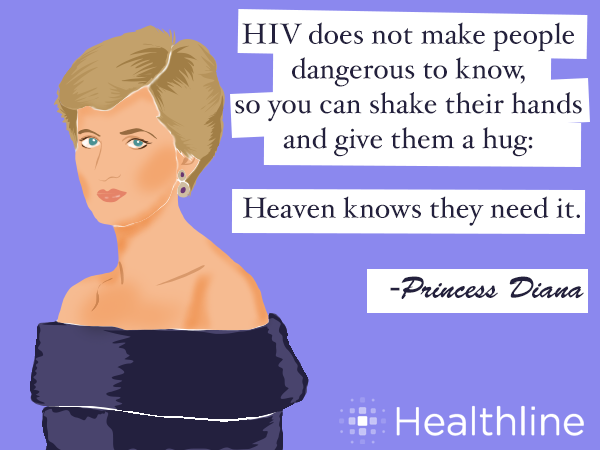 HIV does not make people
dangerous to know,
so you can shake their hands
and give them a hug:
Heaven knows they need it.
-Princess Diana
Healthline